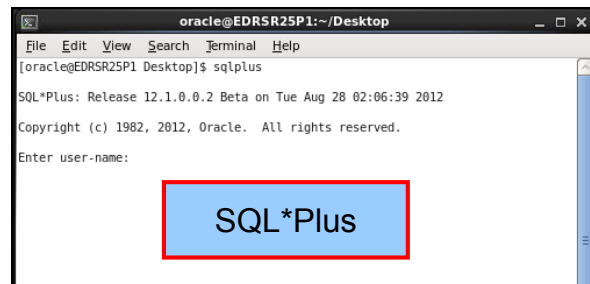 oracle@EDRSR25P1:~/Desktop
File Edit View Search Terminal Help
[oracle@EDRSR25P1 Desktop]$ sqlplus
SQL*Plus: Release 12.1.0.0.2 Beta on Tue Aug 28 02:06:39 2012
Copyright (c) 1982, 2012, Oracle.  All rights reserved.
Enter user-name:
SQL*Plus